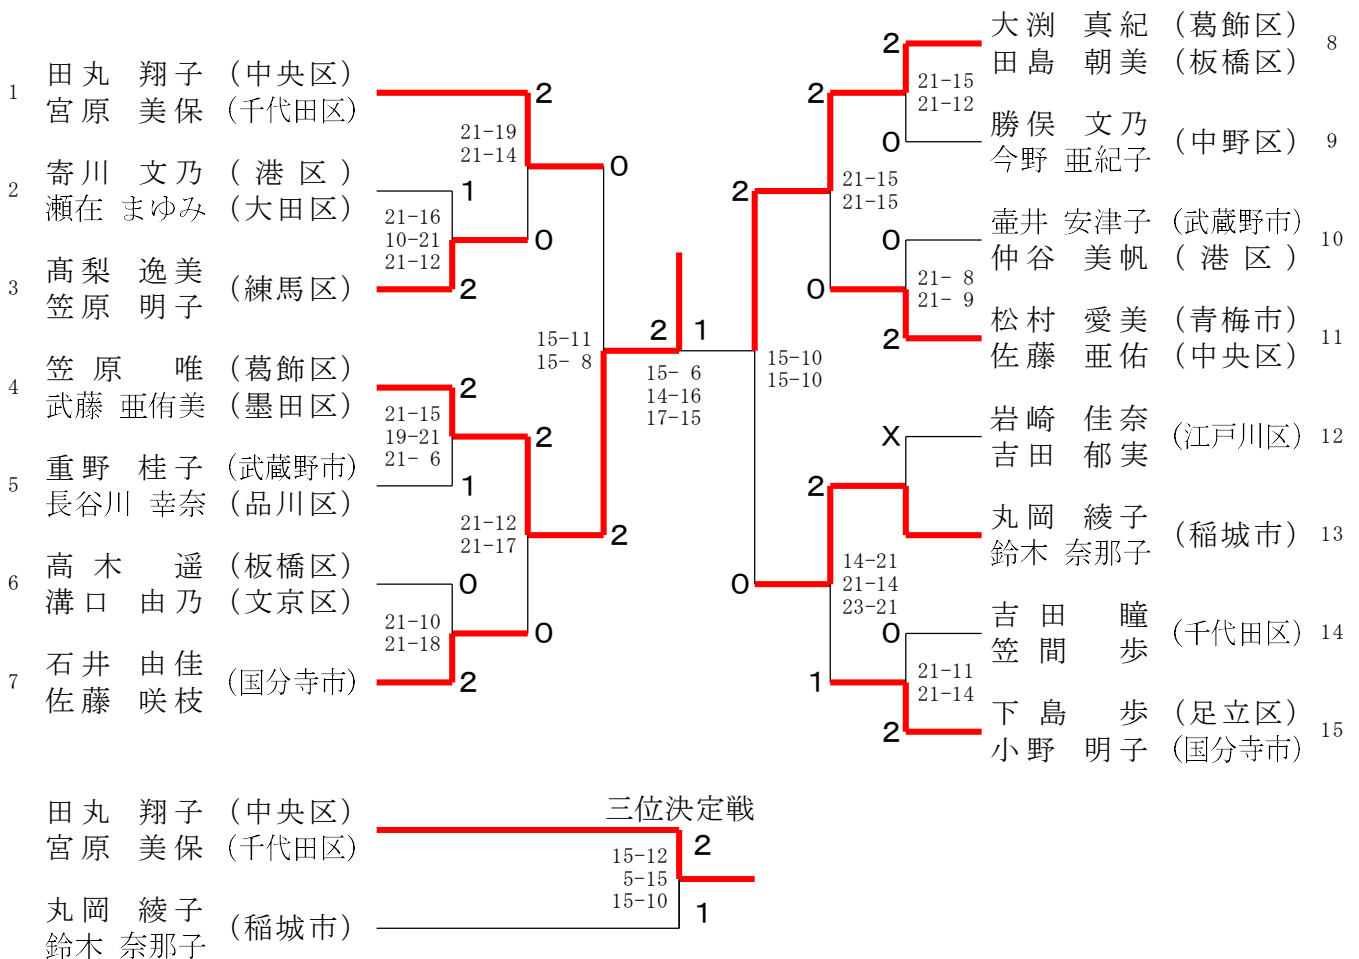 1
田丸 翔子 (中央区)
宮原 美保 (千代田区)
2
寄川 文乃 (港区)
瀬在 まゆみ (大田区)
3
髙梨 逸美
笠原 明子
(練馬区)
4
笠原 唯 (葛飾区)
武藤 亜侑美 (墨田区)
5
重野 桂子 (武蔵野市)
長谷川 幸奈 (品川区)
6
高木 遥 (板橋区)
溝口 由乃 (文京区)
7
石井 由佳
佐藤 咲枝
(国分寺市)
2
21-19
21-14
0
1
21-16
10-21
21-12
0
2
2
21-15
19-21
21- 6
2
1
21-12
21-17
2
0
21-10
21-18
0
2
15-11
15- 8
2
1
15- 6
14-16
17-15
大渕 真紀 (葛飾区)
田島 朝美 (板橋区)
8
勝俣 文乃
今野 亜紀子
(中野区)
9
壷井 安津子 (武蔵野市)
仲谷 美帆 (港区)
10
松村 愛美 (青梅市)
佐藤 亜佑 (中央区)
11
岩崎 佳奈
吉田 郁実
(江戸川区)
12
丸岡 綾子
鈴木 奈那子
(稲城市)
13
吉田 瞳
笠間 歩
(千代田区)
14
下島 歩 (足立区)
小野 明子 (国分寺市)
15
2
21-15
21-12
2
0
2
21-15
21-15
0
21- 8
21- 9
0
2
15-10
15-10
x
2
14-21
21-14
23-21
0
0
21-11
21-14
1
2
三位決定戦
田丸 翔子 (中央区)
宮原 美保 (千代田区)
丸岡 綾子
鈴木 奈那子
(稲城市)
2
15-12
5-15
15-10
1